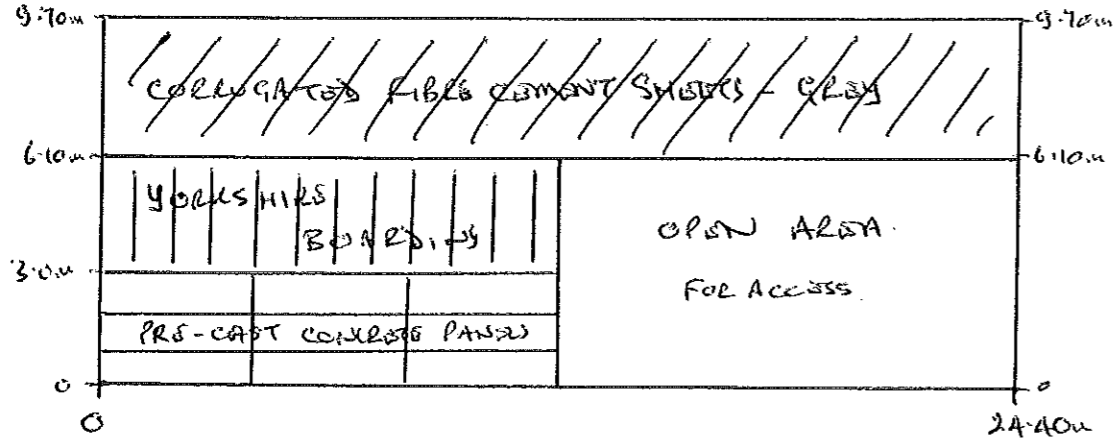 9.70m
9.70m
CORRUGATED FIBRE CEMENT SHEETS - GREY
6.10m
6.10m
YORKSHIRE
BOARDING
OPEN AREA.
FOR ACCESS.
3.0m
PRE-CAST CONCRETE PANELS
0
0
0
24.40m